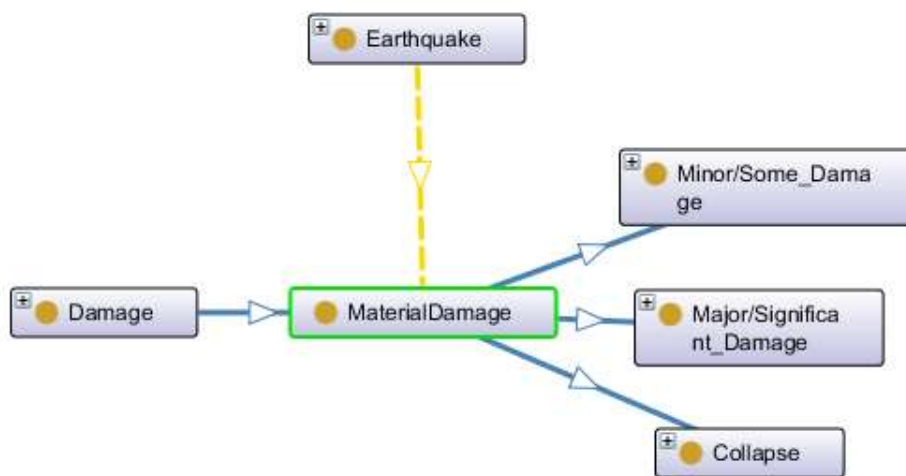 Earthquake
Minor/Some_Dama
ge
Damage
MaterialDamage
Major/Significa
nt_Damage
Collapse